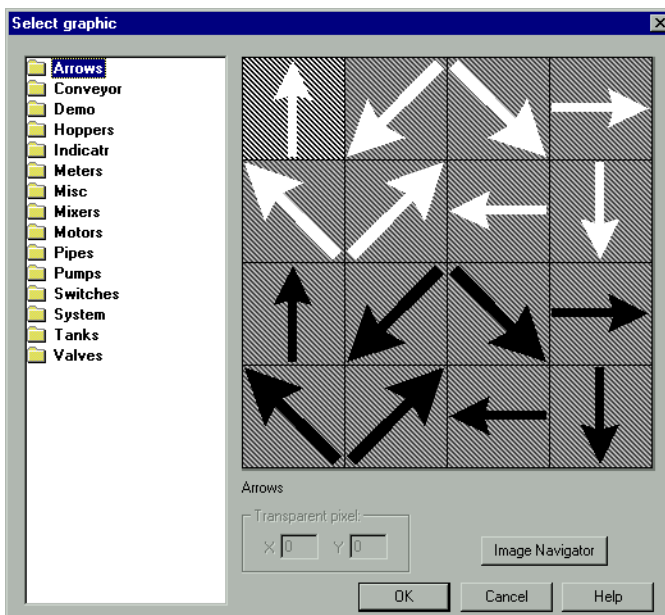 Select graphic
Arrows
Conveyor
Demo
Hoppers
Indicatr
Meters
Misc
Mixers
Motors
Pipes
Pumps
Switches
System
Tanks
Valves
Arrows
Transparent pixel:
X 0 Y 0
Image Navigator
OK Cancel Help